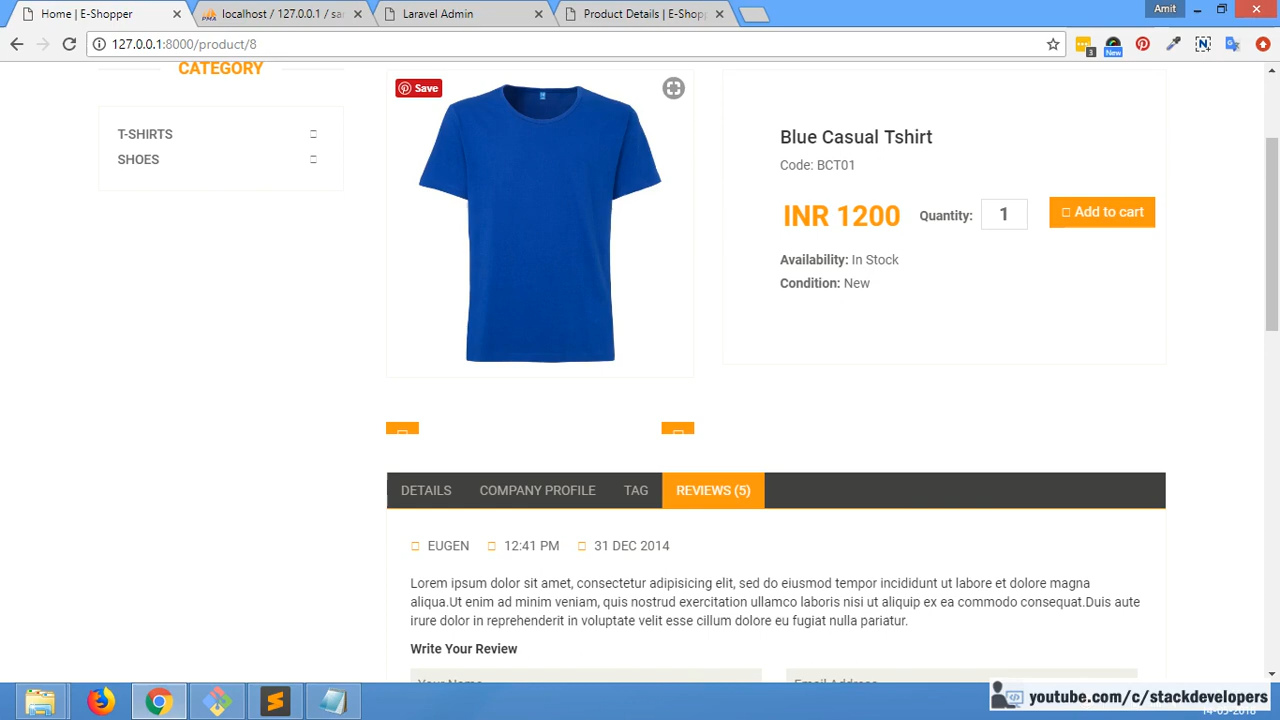 Home | E-Shopper
localhost / 127.0.0.1 / sa
Laravel Admin
Product Details | E-Shopp
Amit
127.0.0.1:8000/product/8
3
New
CATEGORY
T-SHIRTS
SHOES
Save
Blue Casual Tshirt
Code: BCT01
INR 1200
Quantity:
1
Add to cart
Availability: In Stock
Condition: New
DETAILS
COMPANY PROFILE
TAG
REVIEWS (5)
EUGEN
12:41 PM
31 DEC 2014
Lorem ipsum dolor sit amet, consectetur adipisicing elit, sed do eiusmod tempor incididunt ut labore et dolore magna
aliqua.Ut enim ad minim veniam, quis nostrud exercitation ullamco laboris nisi ut aliquip ex ea commodo consequat.Duis aute
irure dolor in reprehenderit in voluptate velit esse cillum dolore eu fugiat nulla pariatur.
Write Your Review
Your Name
Email Address
youtube.com/c/stackdevelopers